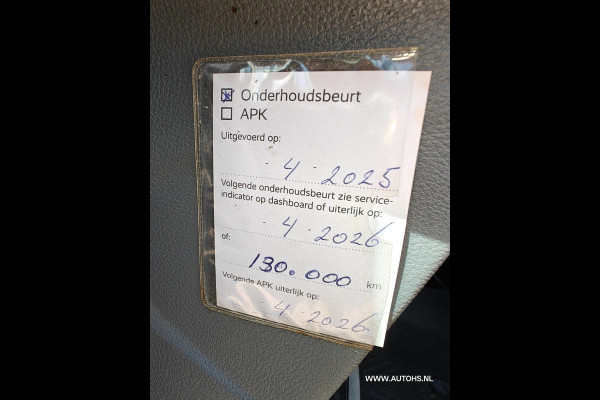 Onderhoudsbeurt
APK
Uitgevoerd op:
- 4 - 2025
Volgende onderhoudsbeurt zie service-
indicator op dashboard of uiterlijk op:
- 4 - 2026
of:
130.000 km
Volgende APK uiterlijk op:
- 4 - 2026
WWW.AUTOHS.NL